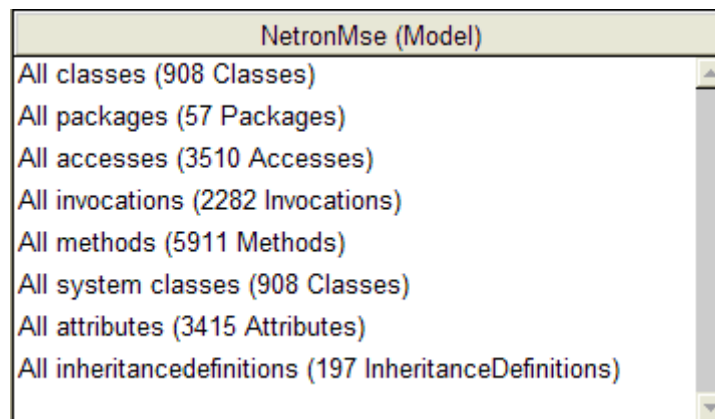 NetronMse (Model)
All classes (908 Classes)
All packages (57 Packages)
All accesses (3510 Accesses)
All invocations (2282 Invocations)
All methods (5911 Methods)
All system classes (908 Classes)
All attributes (3415 Attributes)
All inheritancedefinitions (197 InheritanceDefinitions)